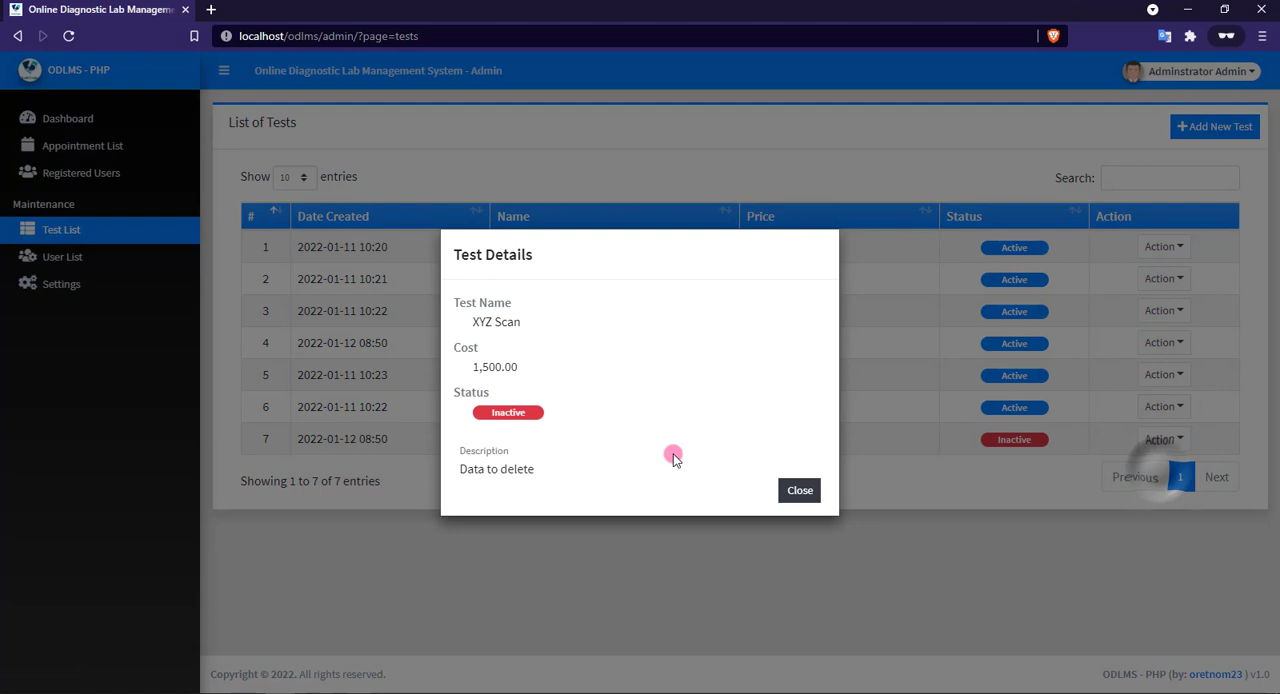 Online Diagnostic Lab Managem
localhost/odlms/admin/?page=tests
ODLMS - PHP
Online Diagnostic Lab Management System - Admin
Adminstrator Admin
Dashboard
Appointment List
Registered Users
Maintenance
Test List
User List
Settings
List of Tests
Add New Test
Show 10 entries
Search:
# Date Created Name Price Status Action
1 2022-01-11 10:20 Active Action
2 2022-01-11 10:21 Active Action
3 2022-01-11 10:22 Active Action
4 2022-01-12 08:50 Active Action
5 2022-01-11 10:23 Active Action
6 2022-01-11 10:22 Active Action
7 2022-01-12 08:50 Inactive Action
Showing 1 to 7 of 7 entries
Previous 1 Next
Test Details
Test Name
XYZ Scan
Cost
1,500.00
Status
Inactive
Description
Data to delete
Close
Copyright © 2022. All rights reserved.
ODLMS - PHP (by: oretnom23 ) v1.0